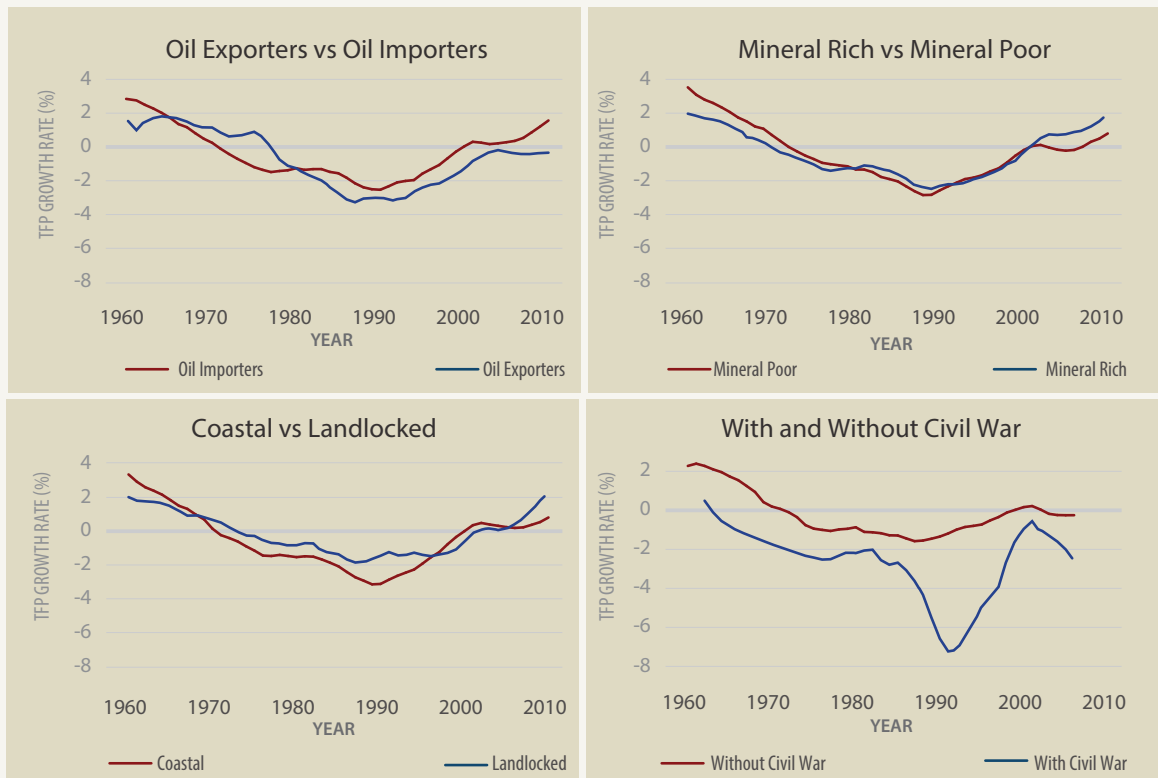 Oil Exporters vs Oil Importers
TFP GROWTH RATE (%)
4
2
0
-2
-4
-6
-8
1960 1970 1980 1990 2000 2010
YEAR
Oil Importers Oil Exporters
Mineral Rich vs Mineral Poor
TFP GROWTH RATE (%)
4
2
0
-2
-4
-6
-8
1960 1970 1980 1990 2000 2010
YEAR
Mineral Poor Mineral Rich
Coastal vs Landlocked
TFP GROWTH RATE (%)
4
2
0
-2
-4
-6
-8
1960 1970 1980 1990 2000 2010
YEAR
Coastal Landlocked
With and Without Civil War
TFP GROWTH RATE (%)
2
0
-2
-4
-6
-8
1960 1970 1980 1990 2000 2010
YEAR
Without Civil War With Civil War